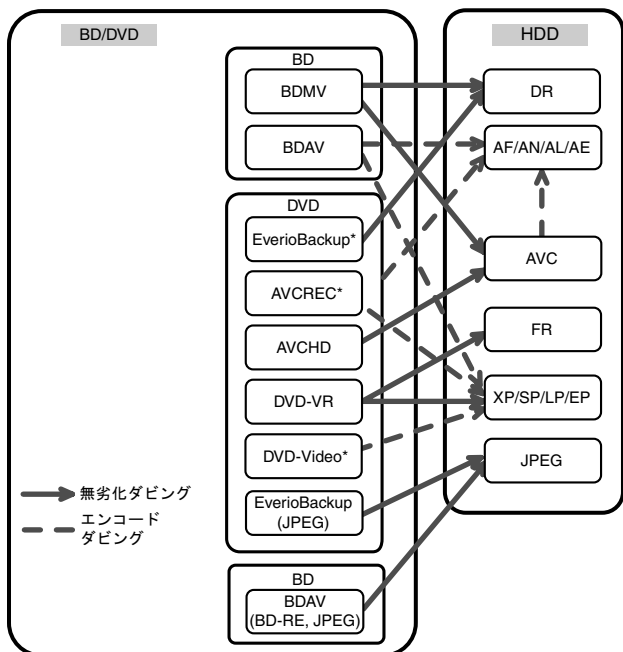 BD/DVD
BD
BDMV
BDAV
DVD
EverioBackup*
AVCREC*
AVCHD
DVD-VR
DVD-Video*
EverioBackup
(JPEG)
BD
BDAV
(BD-RE, JPEG)
無劣化ダビング
エンコード
ダビング
HDD
DR
AF/AN/AL/AE
AVC
FR
XP/SP/LP/EP
JPEG